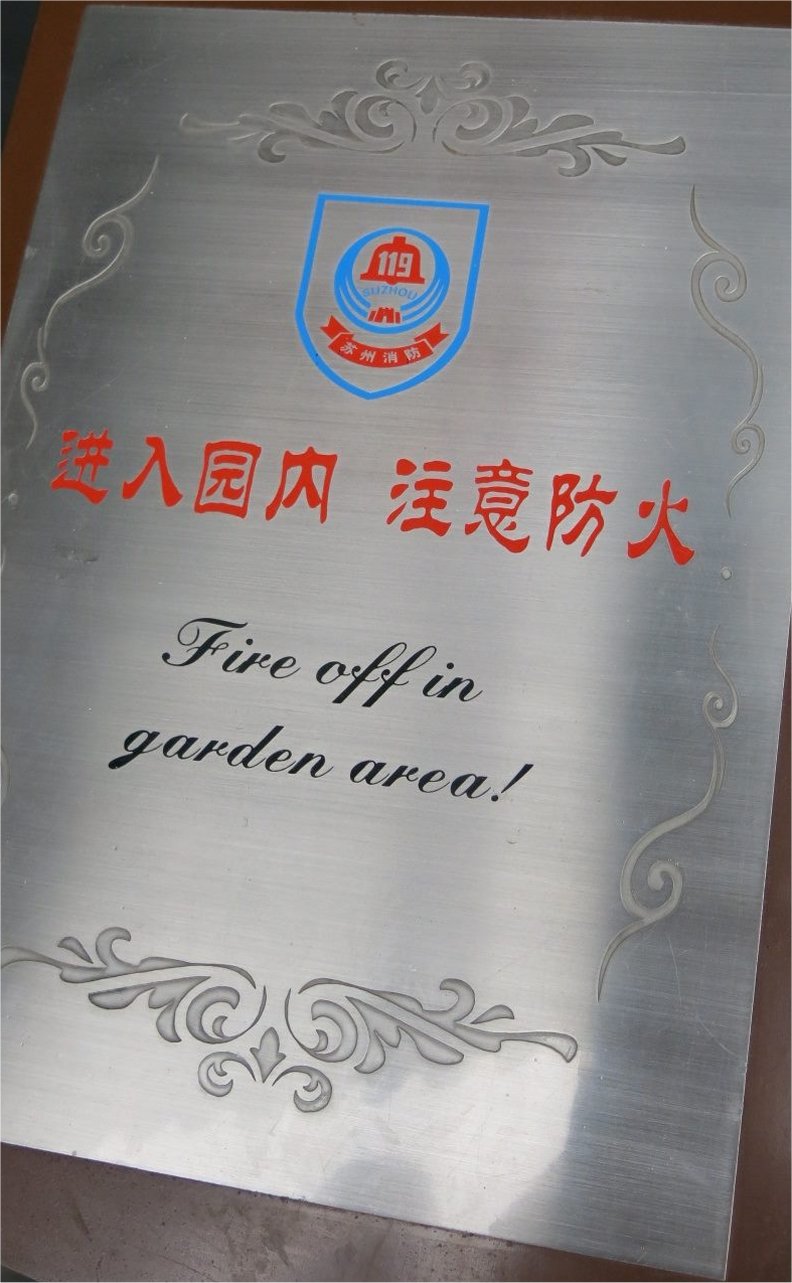 119
SUZHOU
苏州消防
进入园内 注意防火
Fire off in
garden area!